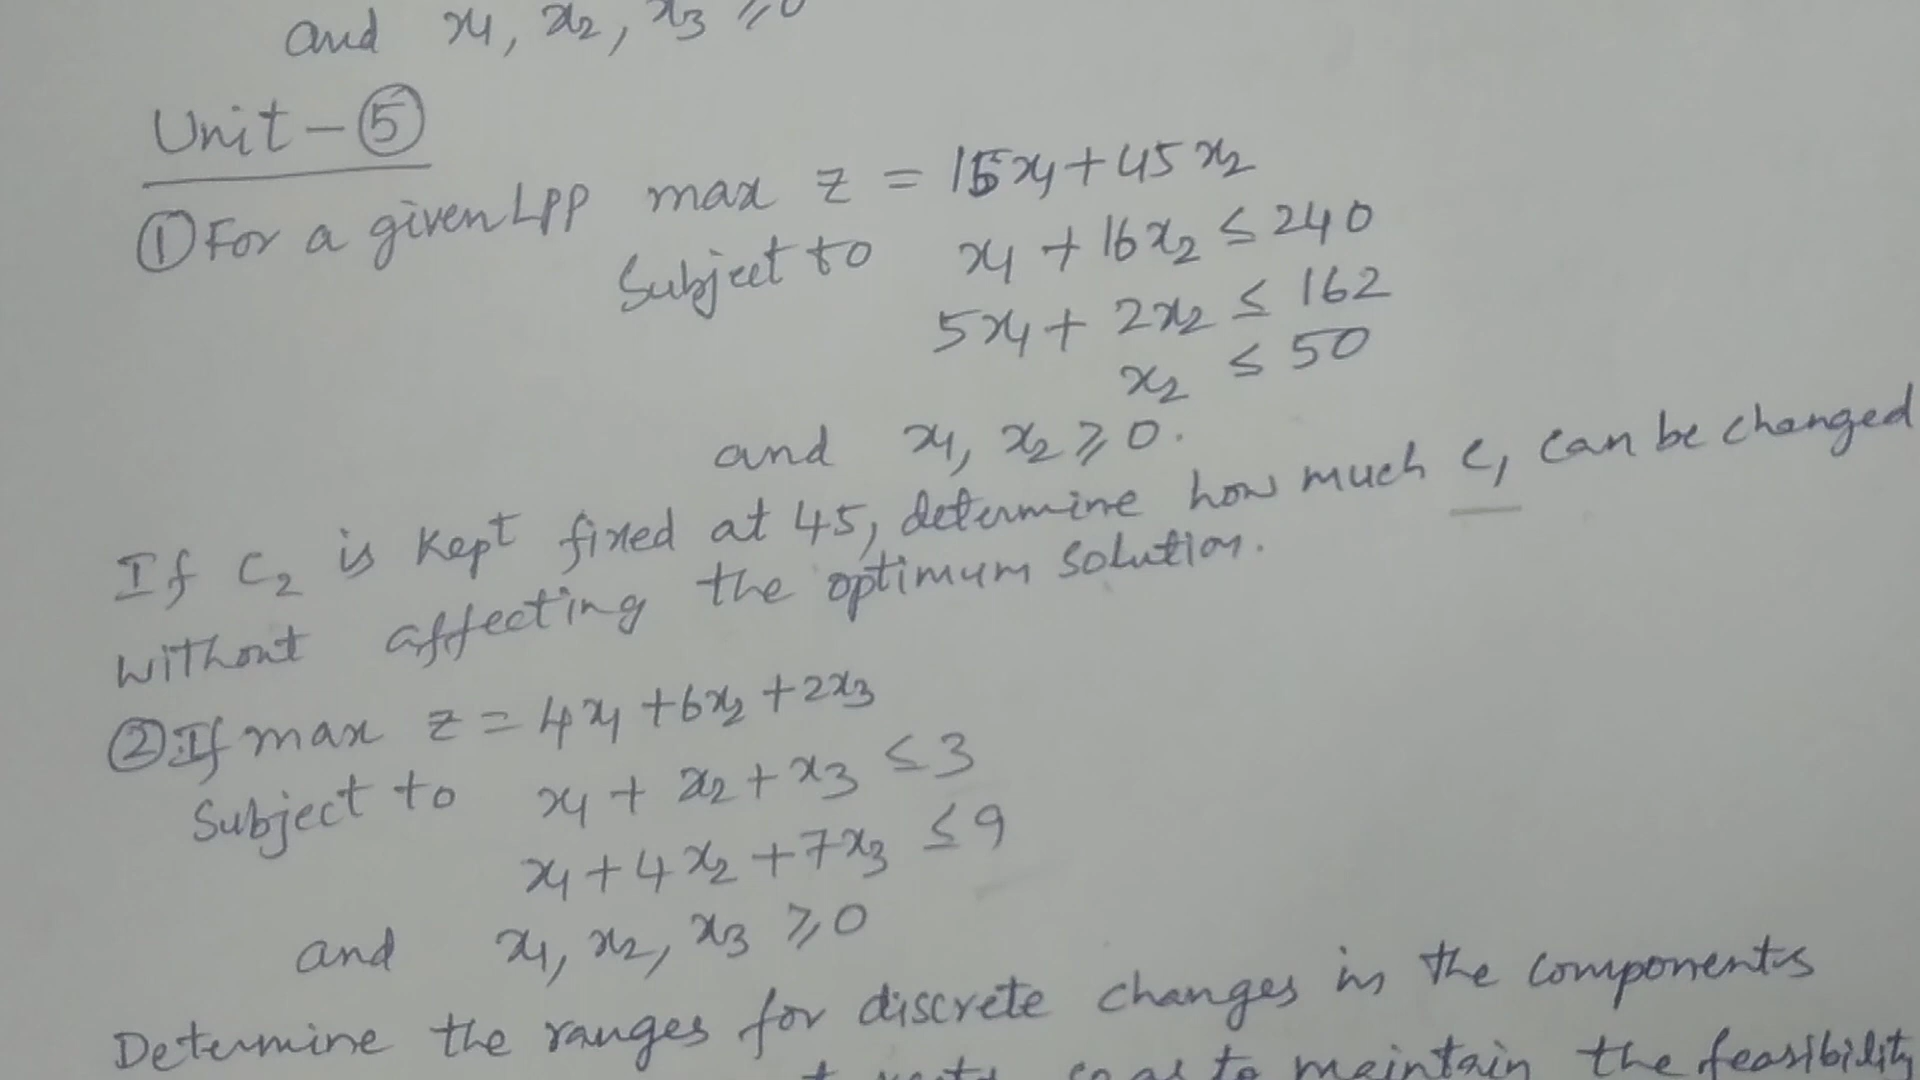 and x₁, x₂, x₃ ≥ 0
Unit - ⑤
① For a given LPP max z = 15x₁ + 45x₂
Subject to x₁ + 16x₂ ≤ 240
5x₁ + 2x₂ ≤ 162
x₂ ≤ 50
and x₁, x₂ ≥ 0.
If C₂ is kept fixed at 45, determine how much c₁ can be changed
without affecting the optimum solution.
② If max z = 4x₁ + 6x₂ + 2x₃
Subject to x₁ + x₂ + x₃ ≤ 3
x₁ + 4x₂ + 7x₃ ≤ 9
and x₁, x₂, x₃ ≥ 0
Determine the ranges for discrete changes in the components
so as to maintain the feasibility